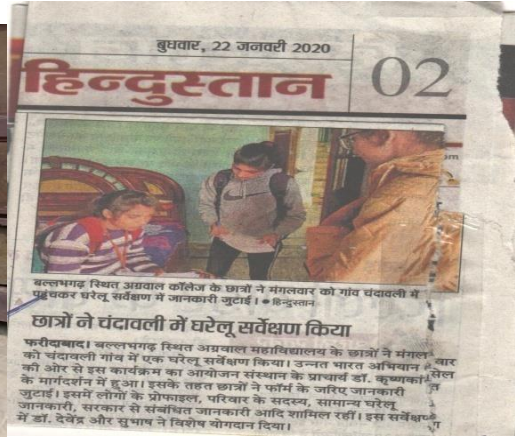 बुधवार, 22 जनवरी 2020
हिन्दुस्तान
02
बल्लभगढ़ स्थित अग्रवाल कॉलेज के छात्रों ने मंगलवार को गांव चंदावली में
पहुंचकर घरेलू सर्वेक्षण में जानकारी जुटाई। ● हिन्दुस्तान
छात्रों ने चंदावली में घरेलू सर्वेक्षण किया
फरीदाबाद। बल्लभगढ़ स्थित अग्रवाल महाविद्यालय के छात्रों ने मंगल वार
को चंदावली गांव में एक घरेलू सर्वेक्षण किया। उन्नत भारत अभियान सेल
की ओर से इस कार्यक्रम का आयोजन संस्थान के प्राचार्य डॉ. कृष्णकांत
के मार्गदर्शन में हुआ। इसके तहत छात्रों ने फॉर्म के जरिए जानकारी
जुटाई। इसमें लोगों के प्रोफाइल, परिवार के सदस्य, सामान्य घरेलू
जानकारी, सरकार से संबंधित जानकारी आदि शामिल रहीं। इस सर्वेक्षण
में डॉ. देवेंद्र और सुभाष ने विशेष योगदान दिया।